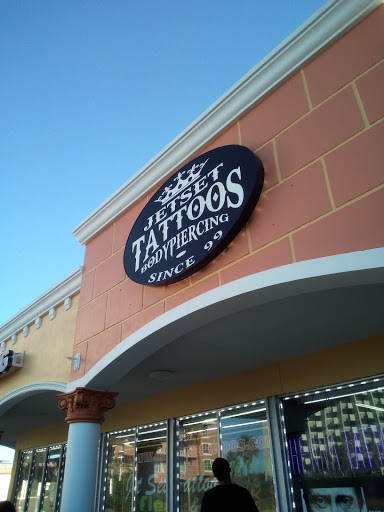 JETSET
TATTOOS
BODYPIERCING
SINCE 99